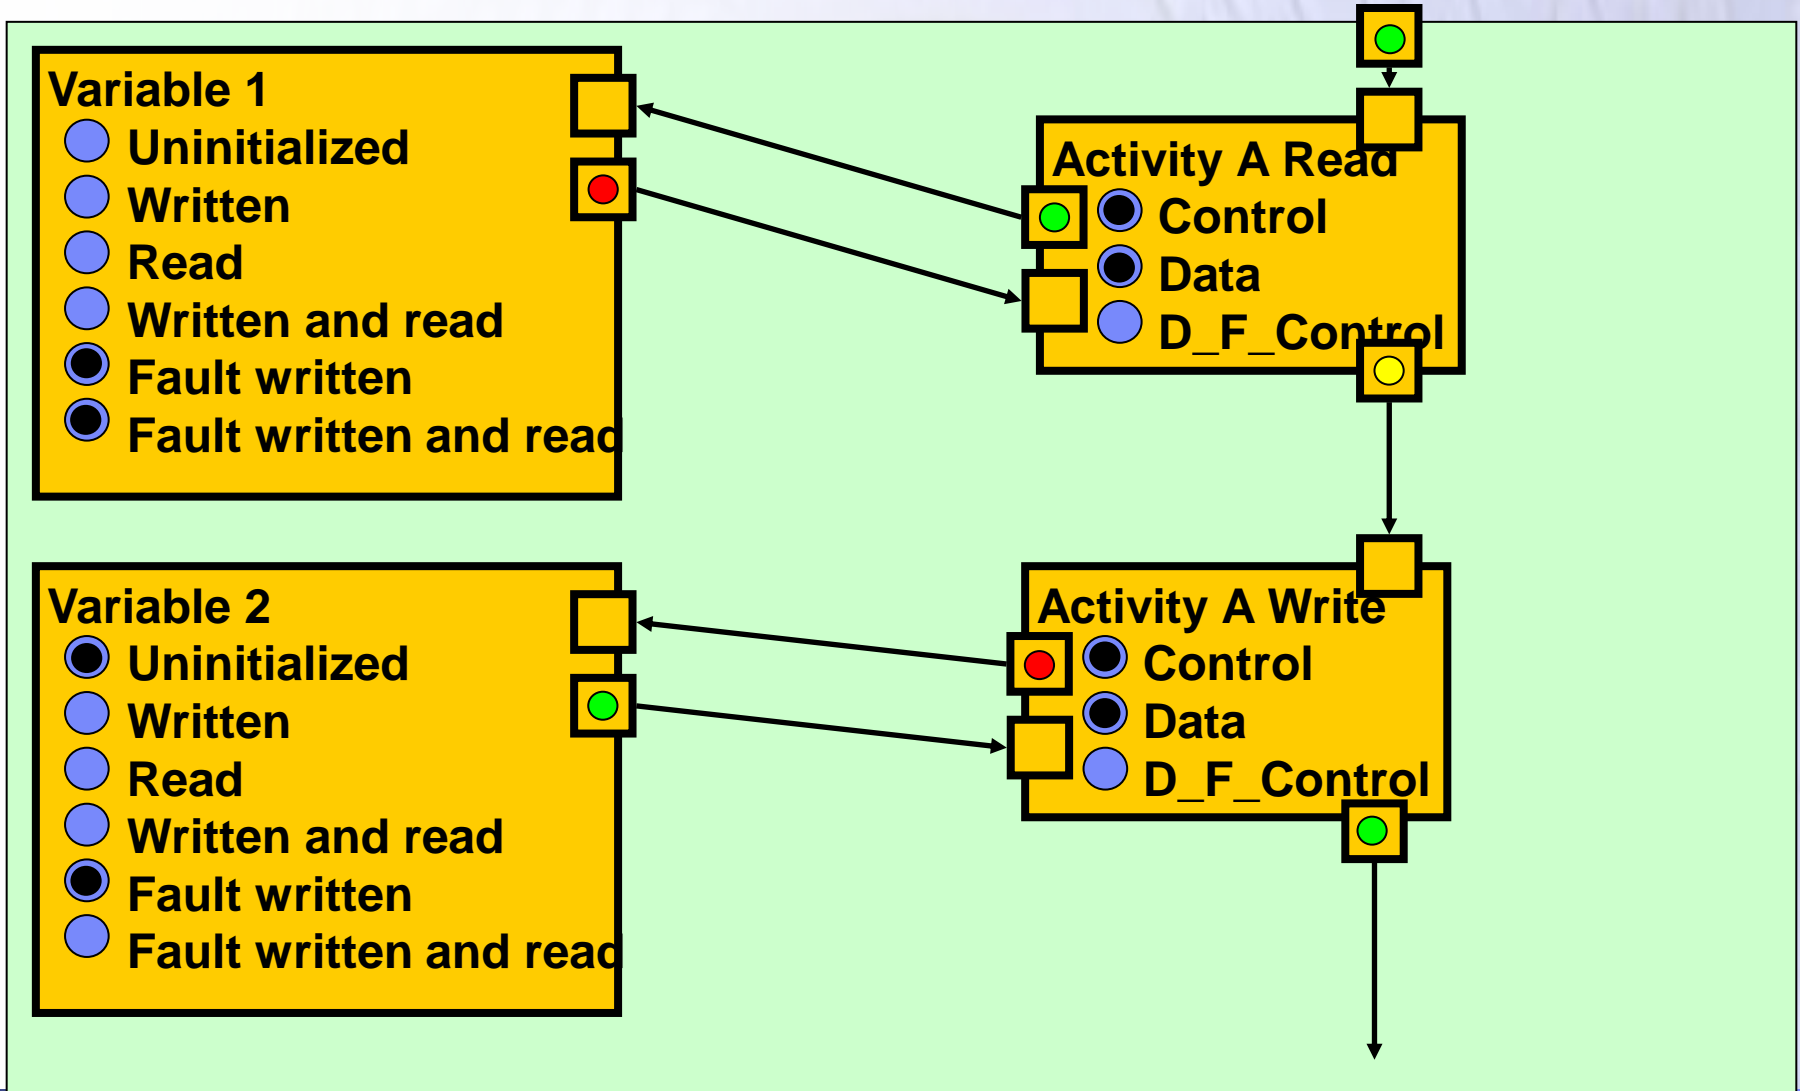 Variable 1
Uninitialized
Written
Read
Written and read
Fault written
Fault written and read
Activity A Read
Control
Data
D_F_Control
Variable 2
Uninitialized
Written
Read
Written and read
Fault written
Fault written and read
Activity A Write
Control
Data
D_F_Control